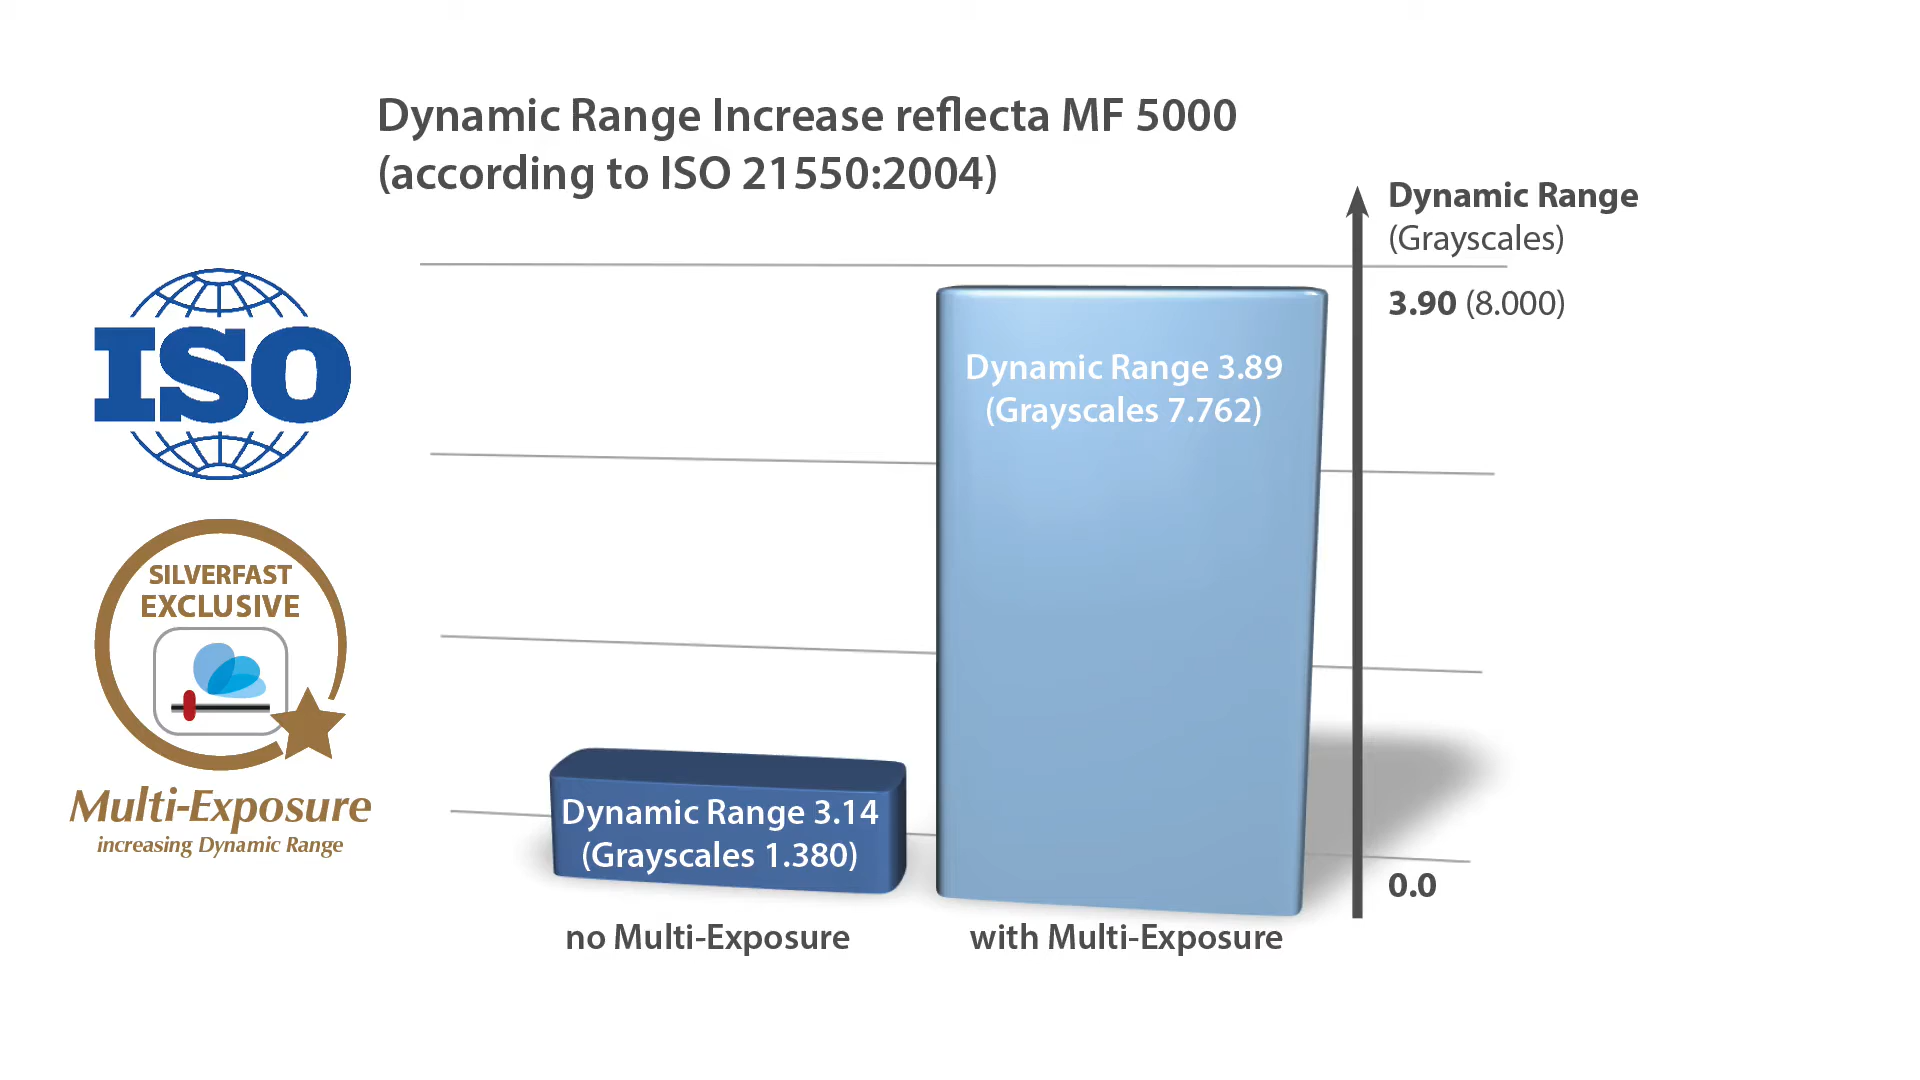 Dynamic Range Increase reflecta MF 5000
(according to ISO 21550:2004)
Dynamic Range
(Grayscales)
3.90 (8.000)
ISO
Dynamic Range 3.89
(Grayscales 7.762)
SILVERFAST
EXCLUSIVE
Multi-Exposure
increasing Dynamic Range
Dynamic Range 3.14
(Grayscales 1.380)
0.0
no Multi-Exposure
with Multi-Exposure